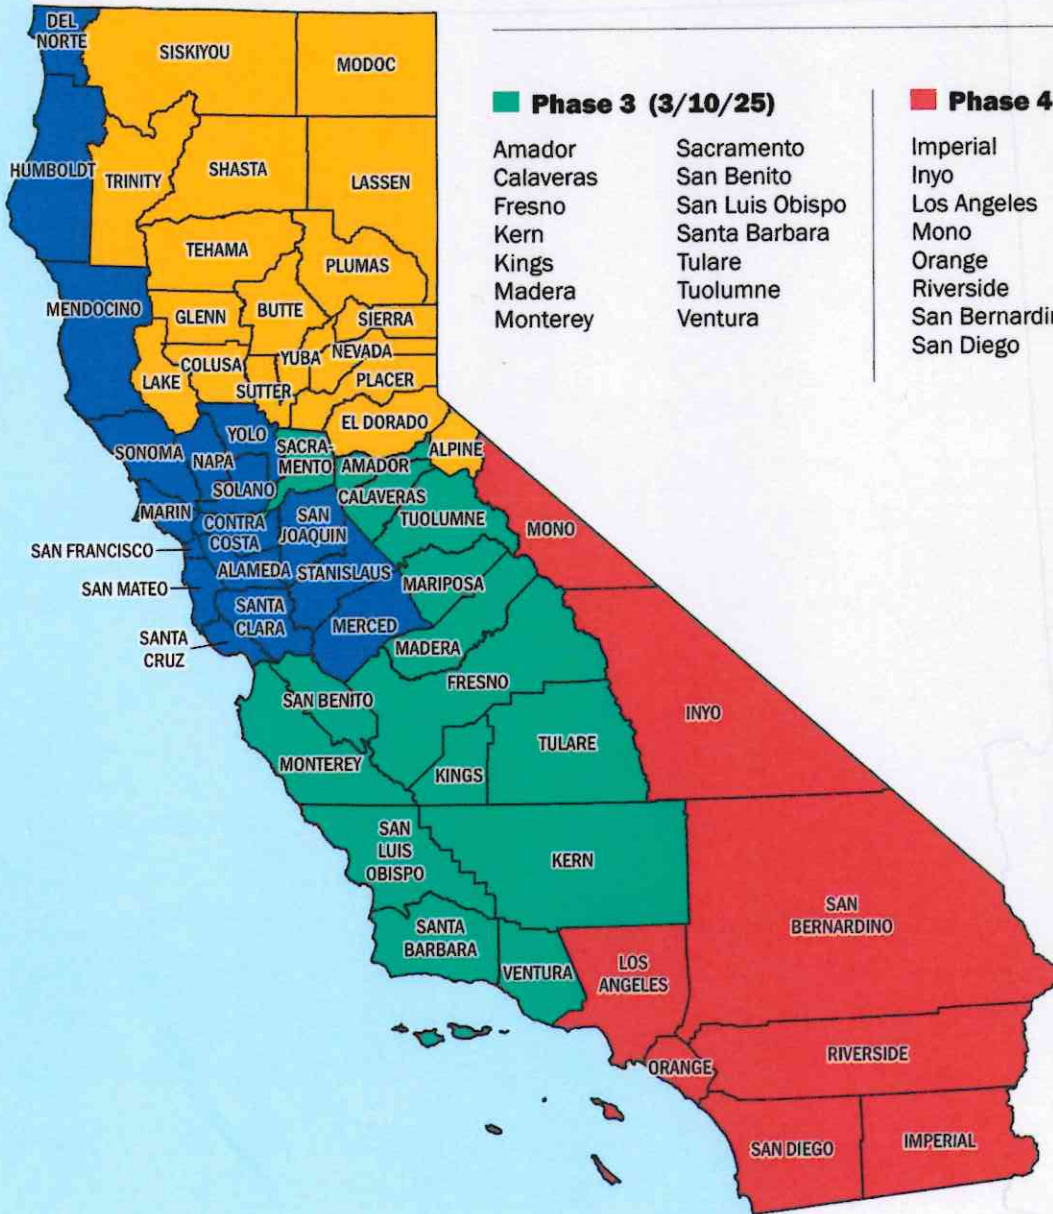 Phase 3 (3/10/25)
Amador
Calaveras
Fresno
Kern
Kings
Madera
Monterey
Sacramento
San Benito
San Luis Obispo
Santa Barbara
Tulare
Tuolumne
Ventura
Phase 4
Imperial
Inyo
Los Angeles
Mono
Orange
Riverside
San Bernardin
San Diego
DEL
NORTE
SISKIYOU
MODOC
HUMBOLDT
TRINITY
SHASTA
LASSEN
TEHAMA
PLUMAS
MENDOCINO
GLENN
BUTTE
SIERRA
COLUSA
YUBA
NEVADA
LAKE
SUTTER
PLACER
EL DORADO
YOLO
SONOMA
NAPA
SACRA-
MENTO
AMADOR
ALPINE
SOLANO
CALAVERAS
MARIN
CONTRA
COSTA
SAN
JOAQUIN
TUOLUMNE
MONO
SAN FRANCISCO
ALAMEDA
STANISLAUS
SAN MATEO
MARIPOSA
SANTA
CLARA
MERCED
SANTA
CRUZ
MADERA
FRESNO
SAN BENITO
INYO
MONTEREY
KINGS
TULARE
SAN
LUIS
OBISPO
KERN
SAN
BERNARDINO
SANTA
BARBARA
VENTURA
LOS
ANGELES
ORANGE
RIVERSIDE
SAN DIEGO
IMPERIAL